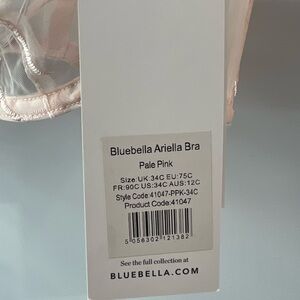 Bluebella Ariella Bra
Pale Pink
Size:UK:34C EU:75C
FR:90C US:34C AUS:12C
Style Code:41047-PPK-34C
Product Code:41047
5 056302 121382
See the full collection at
BLUEBELLA.COM